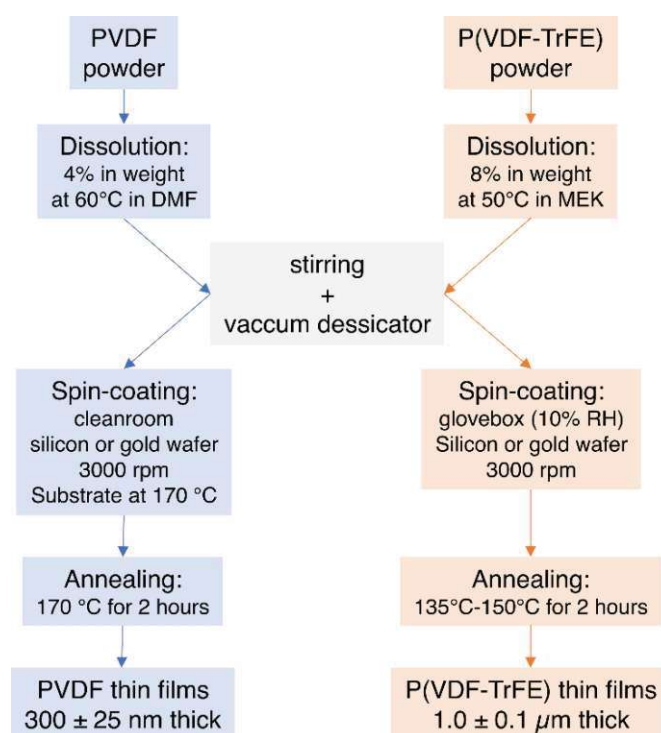 PVDF
powder
Dissolution:
4% in weight
at 60°C in DMF
P(VDF-TrFE)
powder
Dissolution:
8% in weight
at 50°C in MEK
stirring
+
vaccum dessicator
Spin-coating:
cleanroom
silicon or gold wafer
3000 rpm
Substrate at 170 °C
Annealing:
170 °C for 2 hours
PVDF thin films
300 ± 25 nm thick
Spin-coating:
glovebox (10% RH)
Silicon or gold wafer
3000 rpm
Annealing:
135°C-150°C for 2 hours
P(VDF-TrFE) thin films
1.0 ± 0.1 µm thick